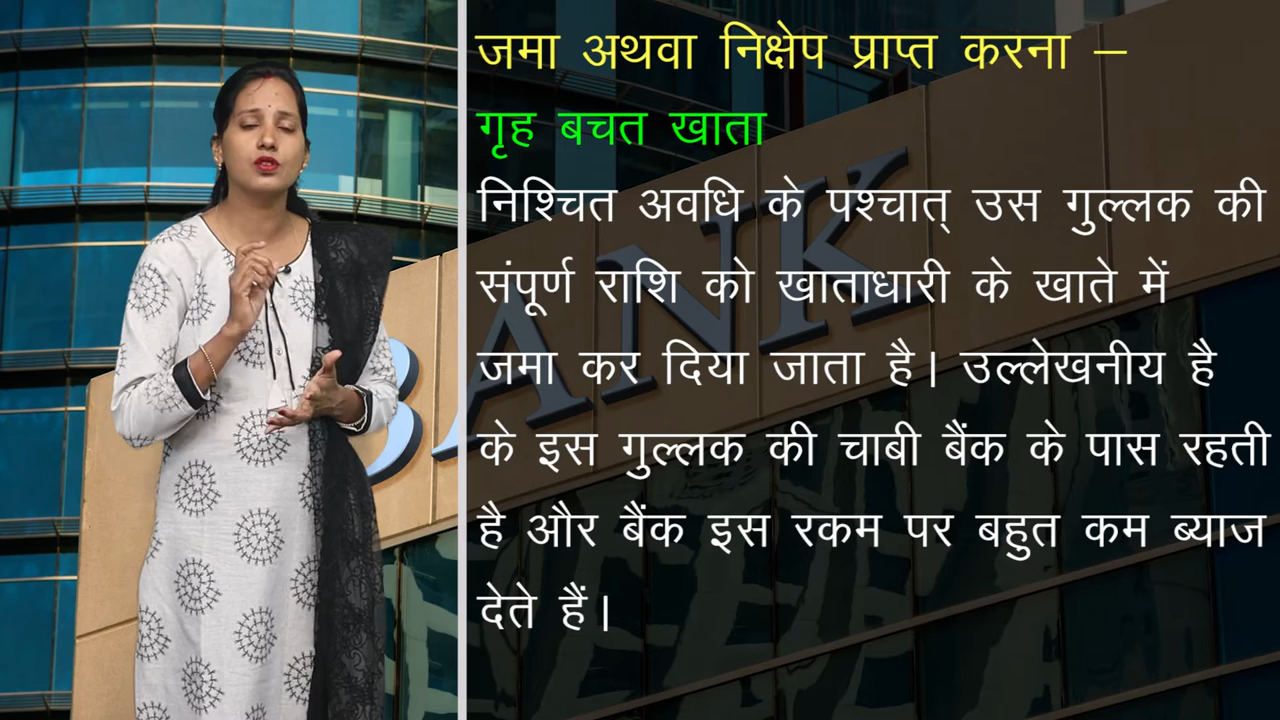 जमा अथवा निक्षेप प्राप्त करना –
गृह बचत खाता
निश्चित अवधि के पश्चात् उस गुल्लक की
संपूर्ण राशि को खाताधारी के खाते में
जमा कर दिया जाता है। उल्लेखनीय है
के इस गुल्लक की चाबी बैंक के पास रहती
है और बैंक इस रकम पर बहुत कम ब्याज
देते हैं।
BANK